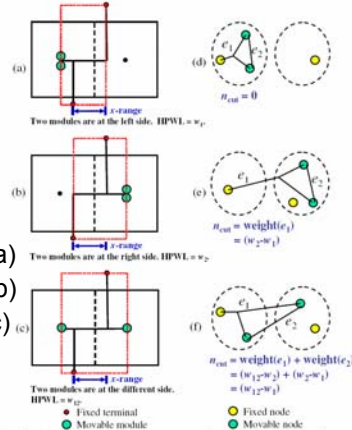 (a)
x-range
Two modules are at the left side. HPWL = w₁.
(b)
x-range
a)
Two modules are at the right side. HPWL = w₂.
b)
c)
(c)
x-range
Two modules are at the different side.
HPWL = w₁₂.
Fixed terminal
Movable module
(d)
e₁
e₂
n_cut = 0
(e)
e₁
e₂
n_cut = weight(e₁)
= (w₂-w₁)
(f)
e₁
e₂
n_cut = weight(e₁) + weight(e₂)
= (w₁₂-w₂) + (w₂-w₁)
= (w₁₂-w₁)
Fixed node
Movable node